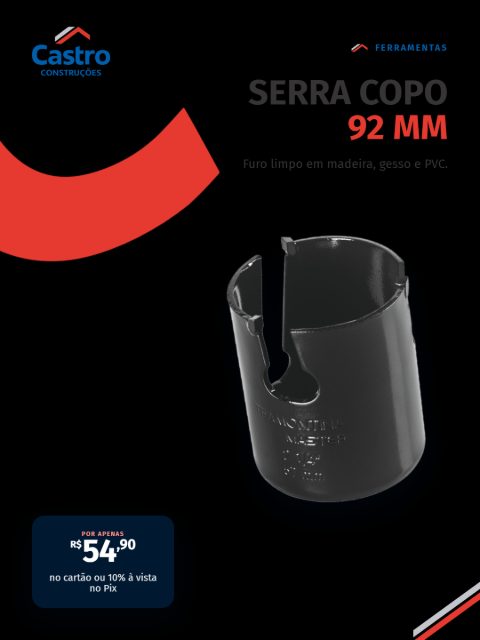 Castro
CONSTRUÇÕES
FERRAMENTAS
SERRA COPO
92 MM
Furo limpo em madeira, gesso e PVC.
MASTER
POR APENAS
R$ 54,90
no cartão ou 10% à vista
no Pix